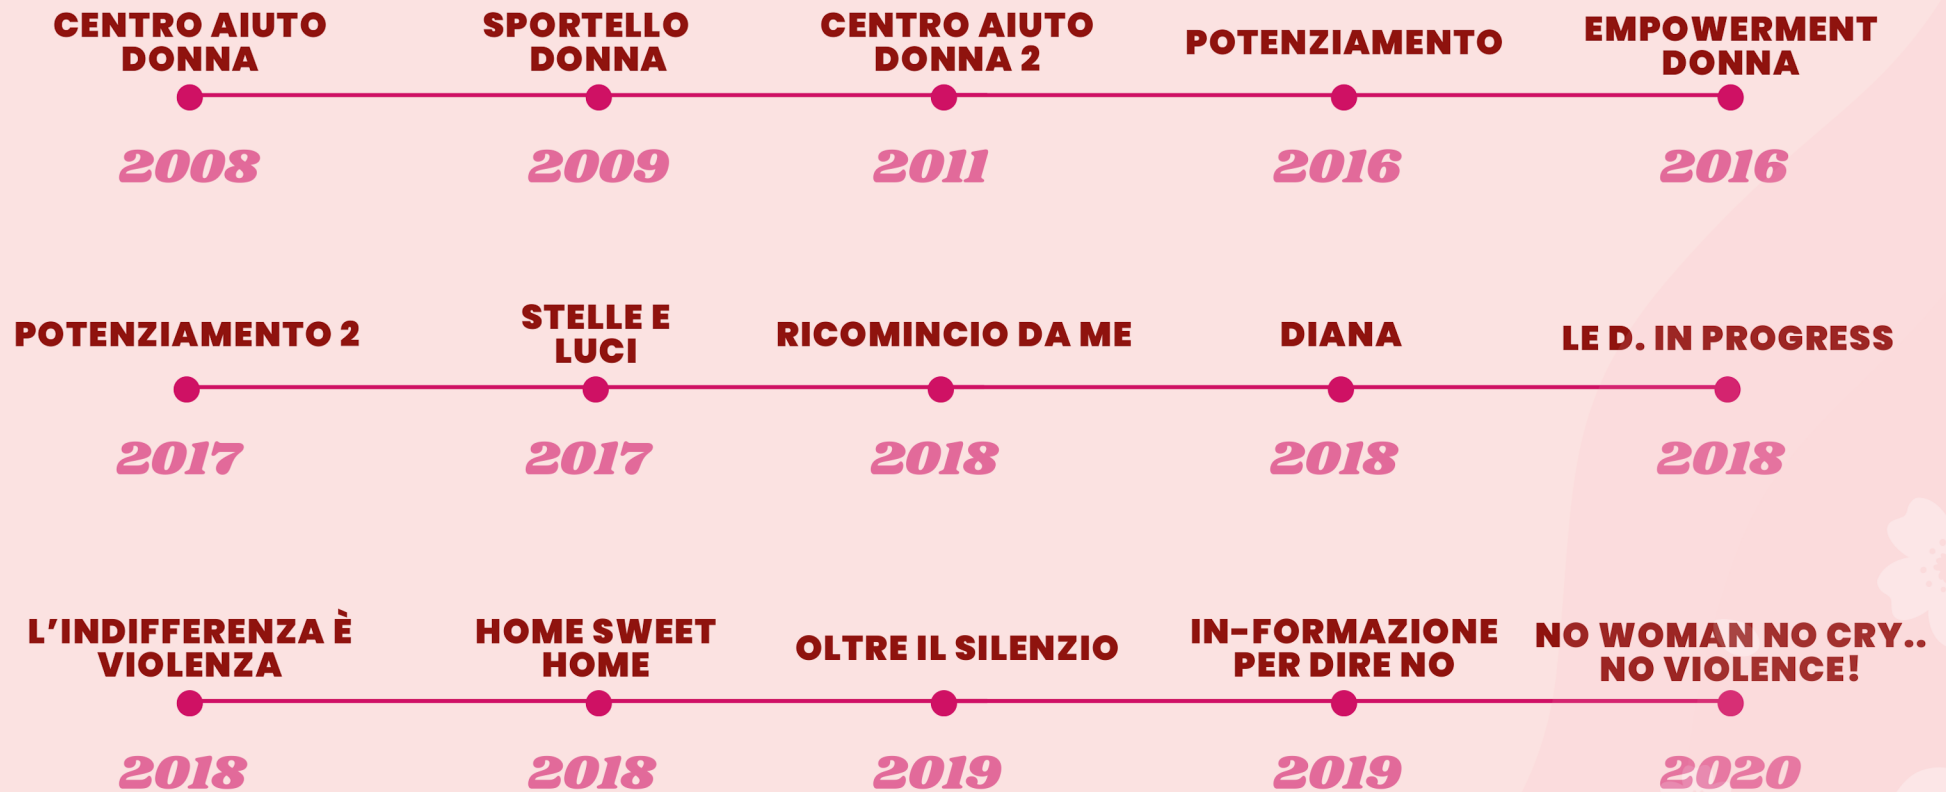 CENTRO AIUTO
DONNA
SPORTELLO
DONNA
CENTRO AIUTO
DONNA 2
POTENZIAMENTO
EMPOWERMENT
DONNA
2008
2009
2011
2016
2016
POTENZIAMENTO 2
STELLE E
LUCI
RICOMINCIO DA ME
DIANA
LE D. IN PROGRESS
2017
2017
2018
2018
2018
L'INDIFFERENZA È
VIOLENZA
HOME SWEET
HOME
OLTRE IL SILENZIO
IN-FORMAZIONE
PER DIRE NO
NO WOMAN NO CRY..
NO VIOLENCE!
2018
2018
2019
2019
2020